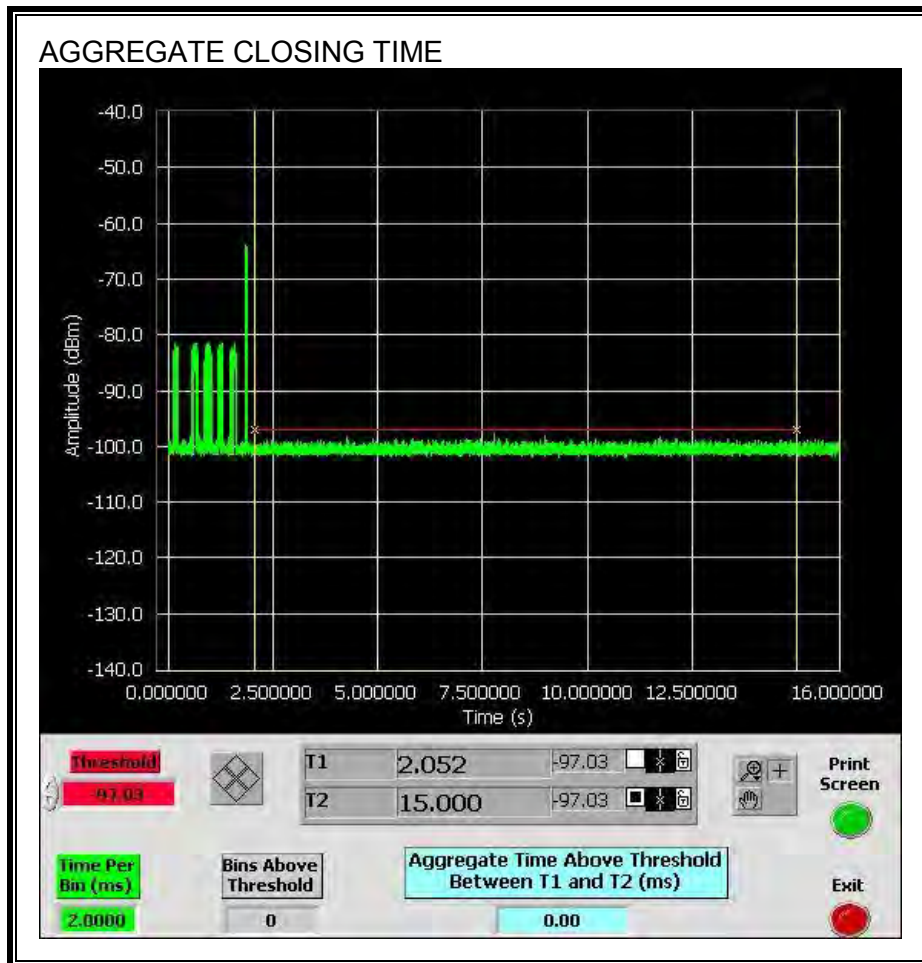 AGGREGATE CLOSING TIME
-40.0
-50.0
-60.0
-70.0
-80.0
-90.0
-100.0
-110.0
-120.0
-130.0
-140.0
Amplitude (dBm)
0.000000 2.500000 5.000000 7.500000 10.000000 12.500000 16.000000
Time (s)
Threshold
-97.03
T1 2.052 -97.03
T2 15.000 -97.03
Print
Screen
Time Per
Bin (ms)
2.0000
Bins Above
Threshold
0
Aggregate Time Above Threshold
Between T1 and T2 (ms)
0.00
Exit